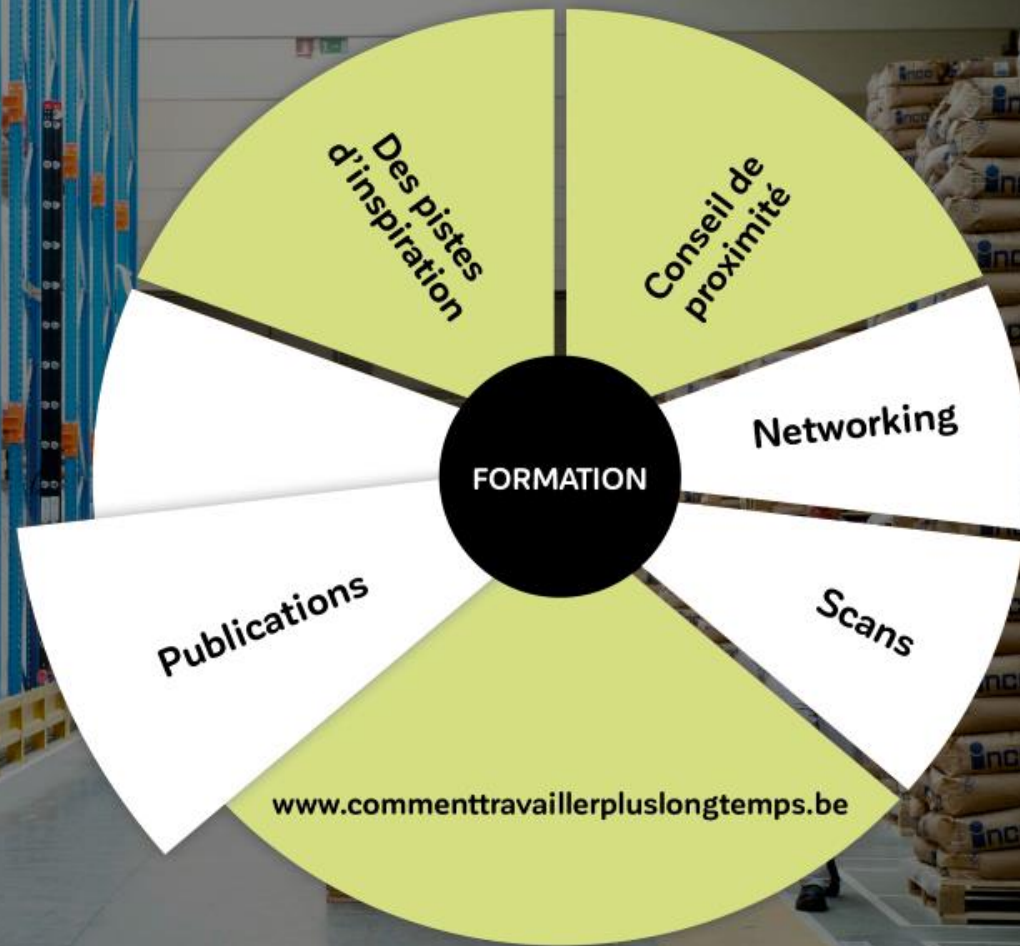 Des pistes
d'inspiration
Conseil de
proximité
Networking
FORMATION
Scans
Publications
www.commenttravaillerpluslongtemps.be